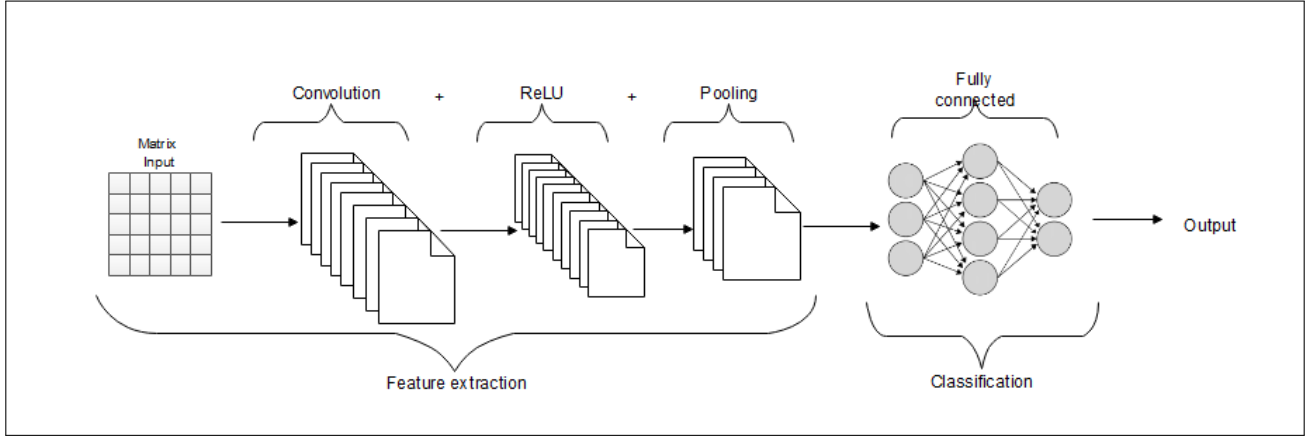 Convolution + ReLU + Pooling
Fully
connected
Matrix
Input
Output
Feature extraction
Classification